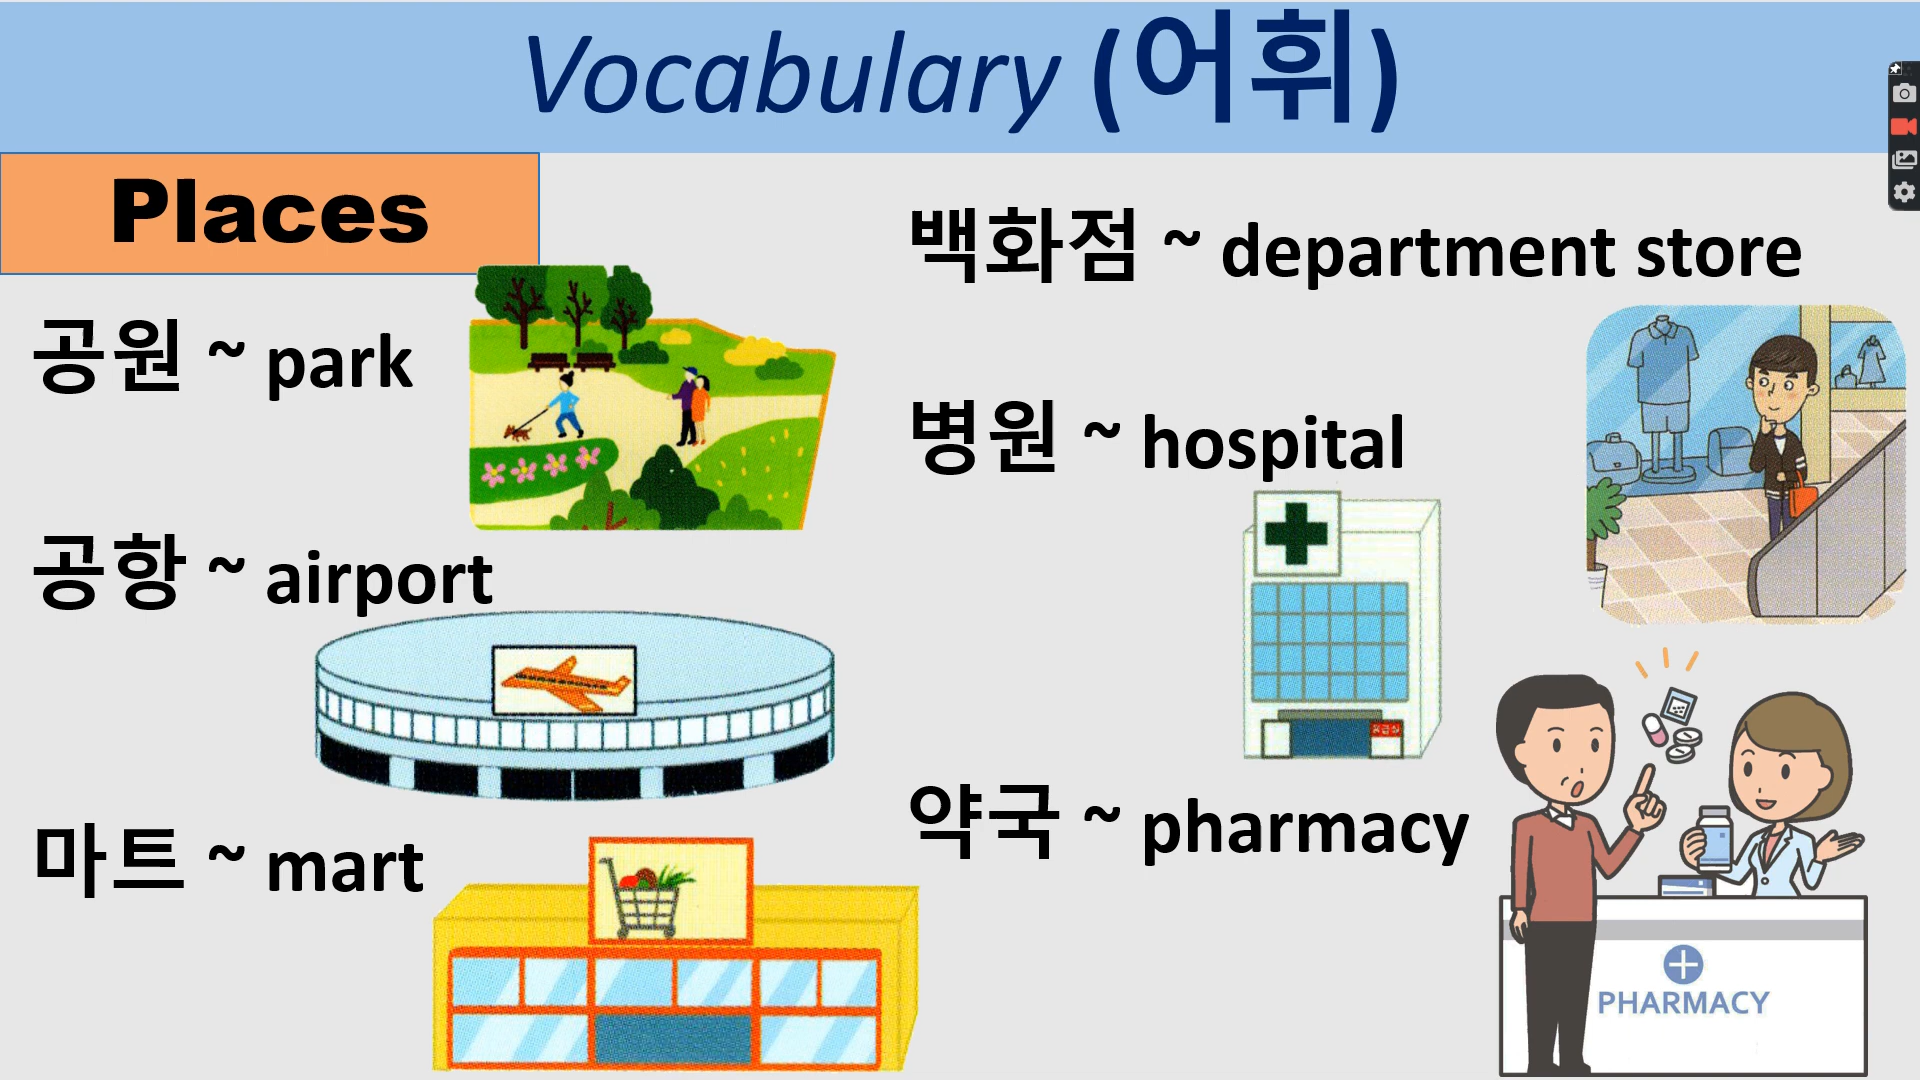 Vocabulary (어휘)
Places
공원 ~ park
공항 ~ airport
마트 ~ mart
백화점 ~ department store
병원 ~ hospital
약국 ~ pharmacy
PHARMACY